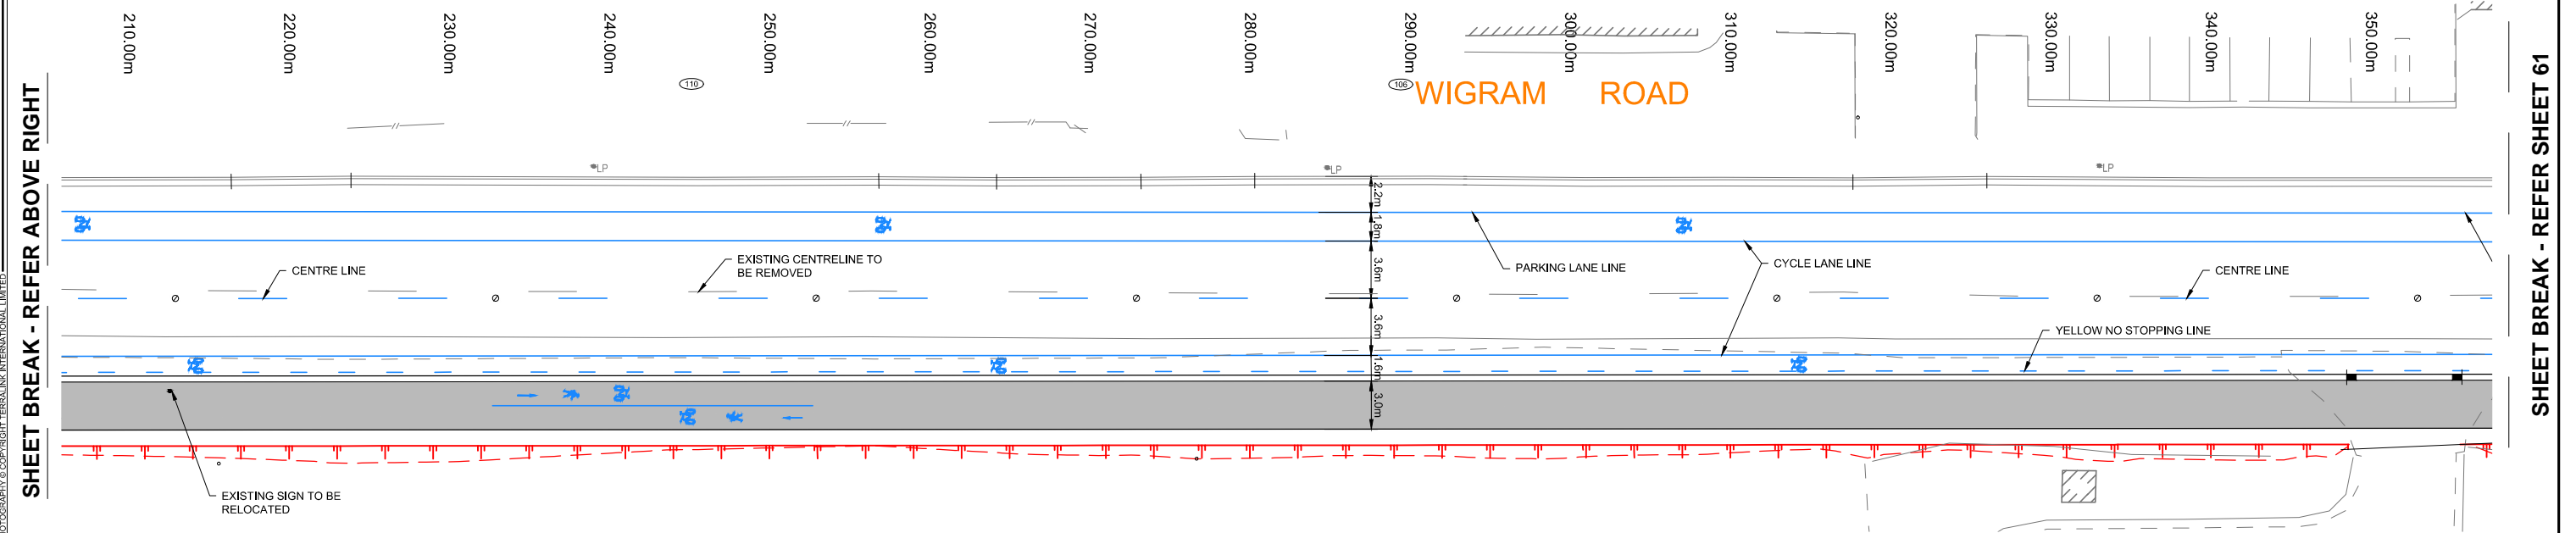 210.00m
220.00m
230.00m
240.00m
250.00m
260.00m
270.00m
280.00m
290.00m
300.00m
310.00m
320.00m
330.00m
340.00m
350.00m
110
106
WIGRAM ROAD
SHEET BREAK - REFER ABOVE RIGHT
SHEET BREAK - REFER SHEET 61
LP
LP
LP
2.2m
1.8m
3.6m
3.6m
1.6m
3.0m
CENTRE LINE
EXISTING CENTRELINE TO
BE REMOVED
PARKING LANE LINE
CYCLE LANE LINE
CENTRE LINE
YELLOW NO STOPPING LINE
EXISTING SIGN TO BE
RELOCATED
© COPYRIGHT TERRALINK INTERNATIONAL LIMITED